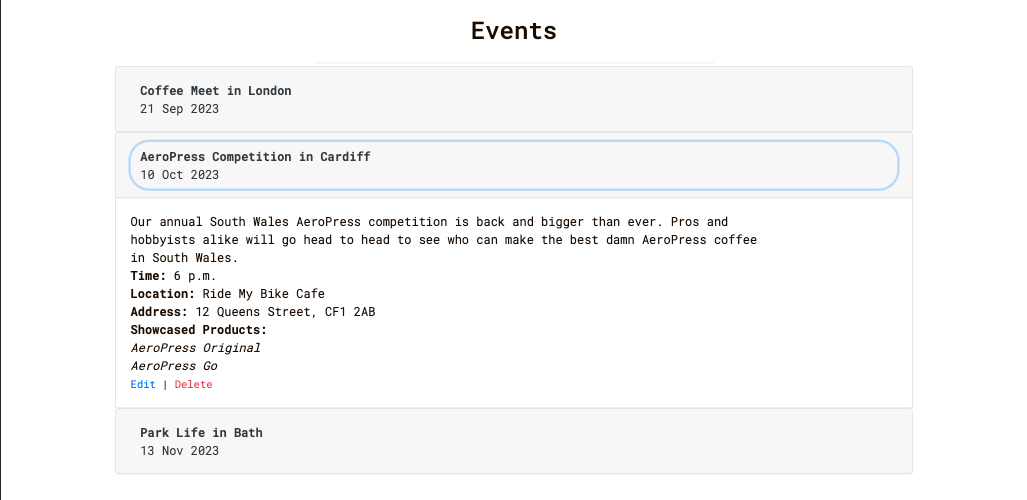 Events
Coffee Meet in London
21 Sep 2023
AeroPress Competition in Cardiff
10 Oct 2023
Our annual South Wales AeroPress competition is back and bigger than ever. Pros and
hobbyists alike will go head to head to see who can make the best damn AeroPress coffee
in South Wales.
Time: 6 p.m.
Location: Ride My Bike Cafe
Address: 12 Queens Street, CF1 2AB
Showcased Products:
AeroPress Original
AeroPress Go
Edit | Delete
Park Life in Bath
13 Nov 2023